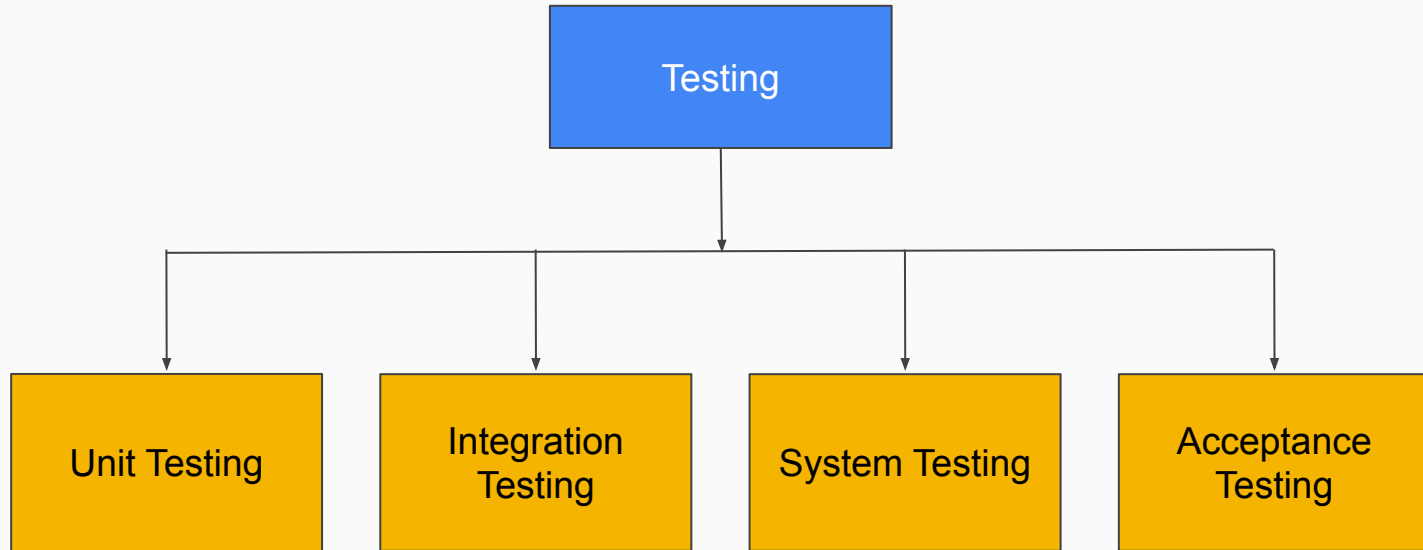 Testing
Unit Testing
Integration
Testing
System Testing
Acceptance
Testing